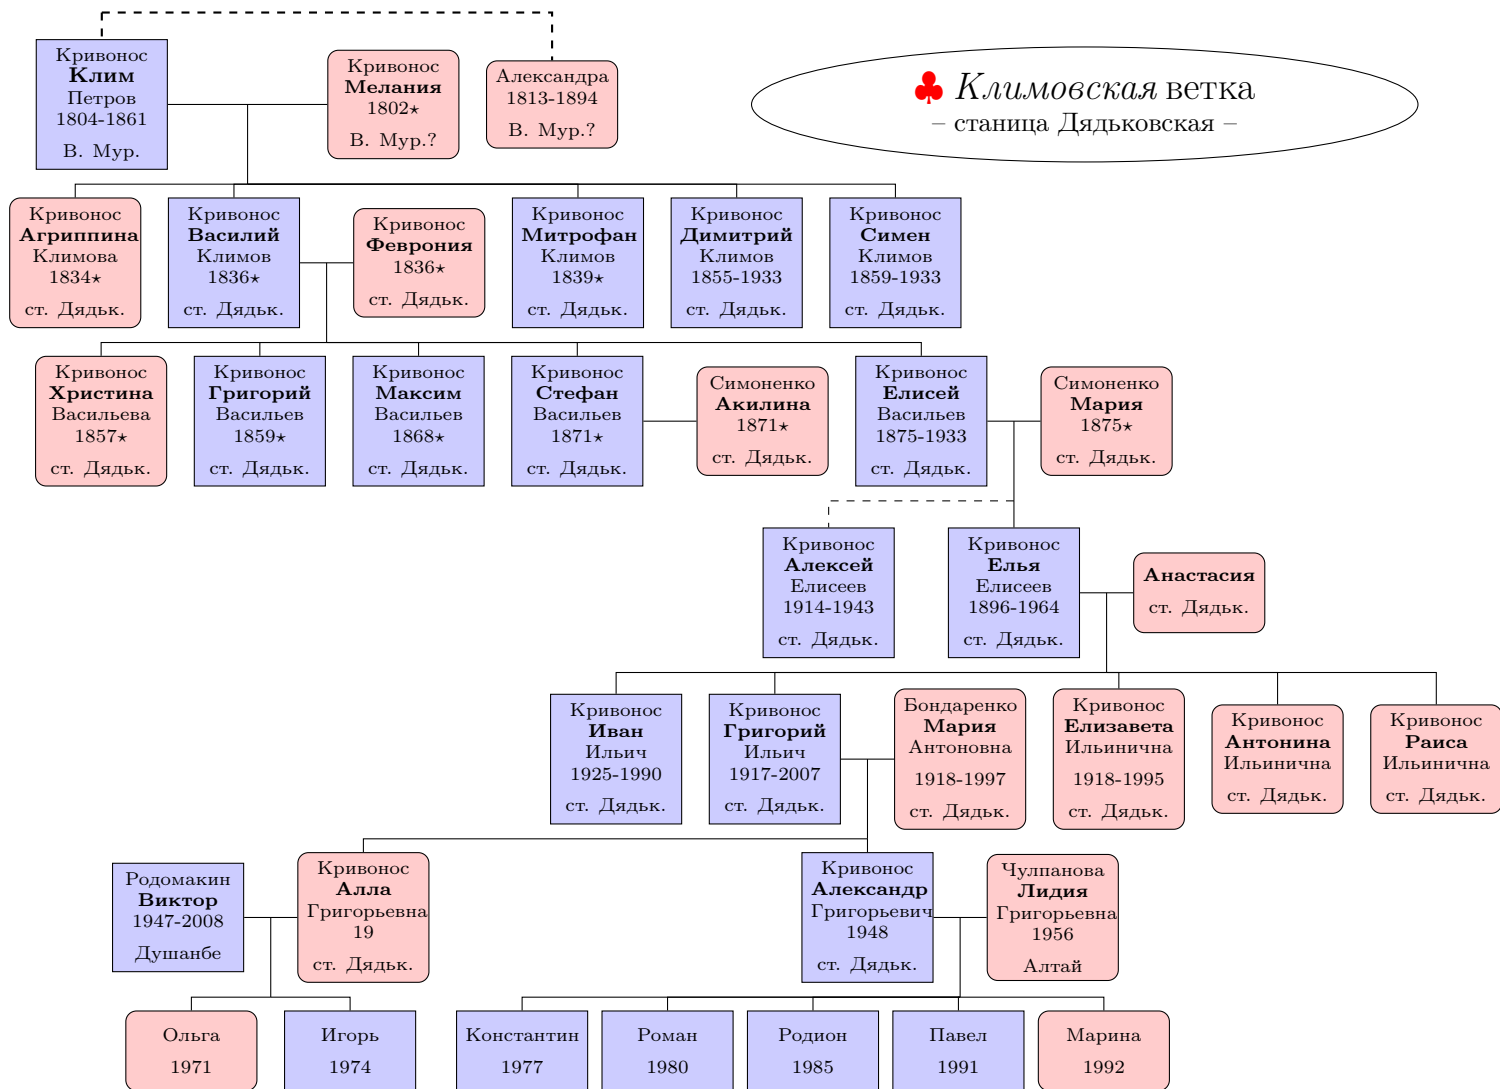 Кривонос
Клим
Петров
1804-1861
В. Мур.
Кривонос
Мелания
1802⋆
В. Мур.?
Александра
1813-1894
В. Мур.?
♣ Климовская ветка
– станица Дядьковская –
Кривонос
Агриппина
Климова
1834⋆
ст. Дядьк.
Кривонос
Василий
Климов
1836⋆
ст. Дядьк.
Кривонос
Феврония
1836⋆
ст. Дядьк.
Кривонос
Митрофан
Климов
1839⋆
ст. Дядьк.
Кривонос
Димитрий
Климов
1855-1933
ст. Дядьк.
Кривонос
Симен
Климов
1859-1933
ст. Дядьк.
Кривонос
Христина
Васильева
1857⋆
ст. Дядьк.
Кривонос
Григорий
Васильев
1859⋆
ст. Дядьк.
Кривонос
Максим
Васильев
1868⋆
ст. Дядьк.
Кривонос
Стефан
Васильев
1871⋆
ст. Дядьк.
Симоненко
Акилина
1871⋆
ст. Дядьк.
Кривонос
Елисей
Васильев
1875-1933
ст. Дядьк.
Симоненко
Мария
1875⋆
ст. Дядьк.
Кривонос
Алексей
Елисеев
1914-1943
ст. Дядьк.
Кривонос
Елья
Елисеев
1896-1964
ст. Дядьк.
Анастасия
ст. Дядьк.
Кривонос
Иван
Ильич
1925-1990
ст. Дядьк.
Кривонос
Григорий
Ильич
1917-2007
ст. Дядьк.
Бондаренко
Мария
Антоновна
1918-1997
ст. Дядьк.
Кривонос
Елизавета
Ильинична
1918-1995
ст. Дядьк.
Кривонос
Антонина
Ильинична
ст. Дядьк.
Кривонос
Раиса
Ильинична
ст. Дядьк.
Родомакин
Виктор
1947-2008
Душанбе
Кривонос
Алла
Григорьевна
19
ст. Дядьк.
Кривонос
Александр
Григорьевич
1948
ст. Дядьк.
Чулпанова
Лидия
Григорьевна
1956
Алтай
Ольга
1971
Игорь
1974
Константин
1977
Роман
1980
Родион
1985
Павел
1991
Марина
1992